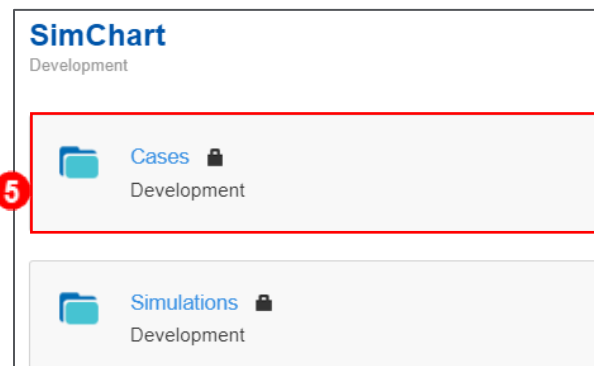 SimChart
Development
Cases
5
Development
Simulations
Development